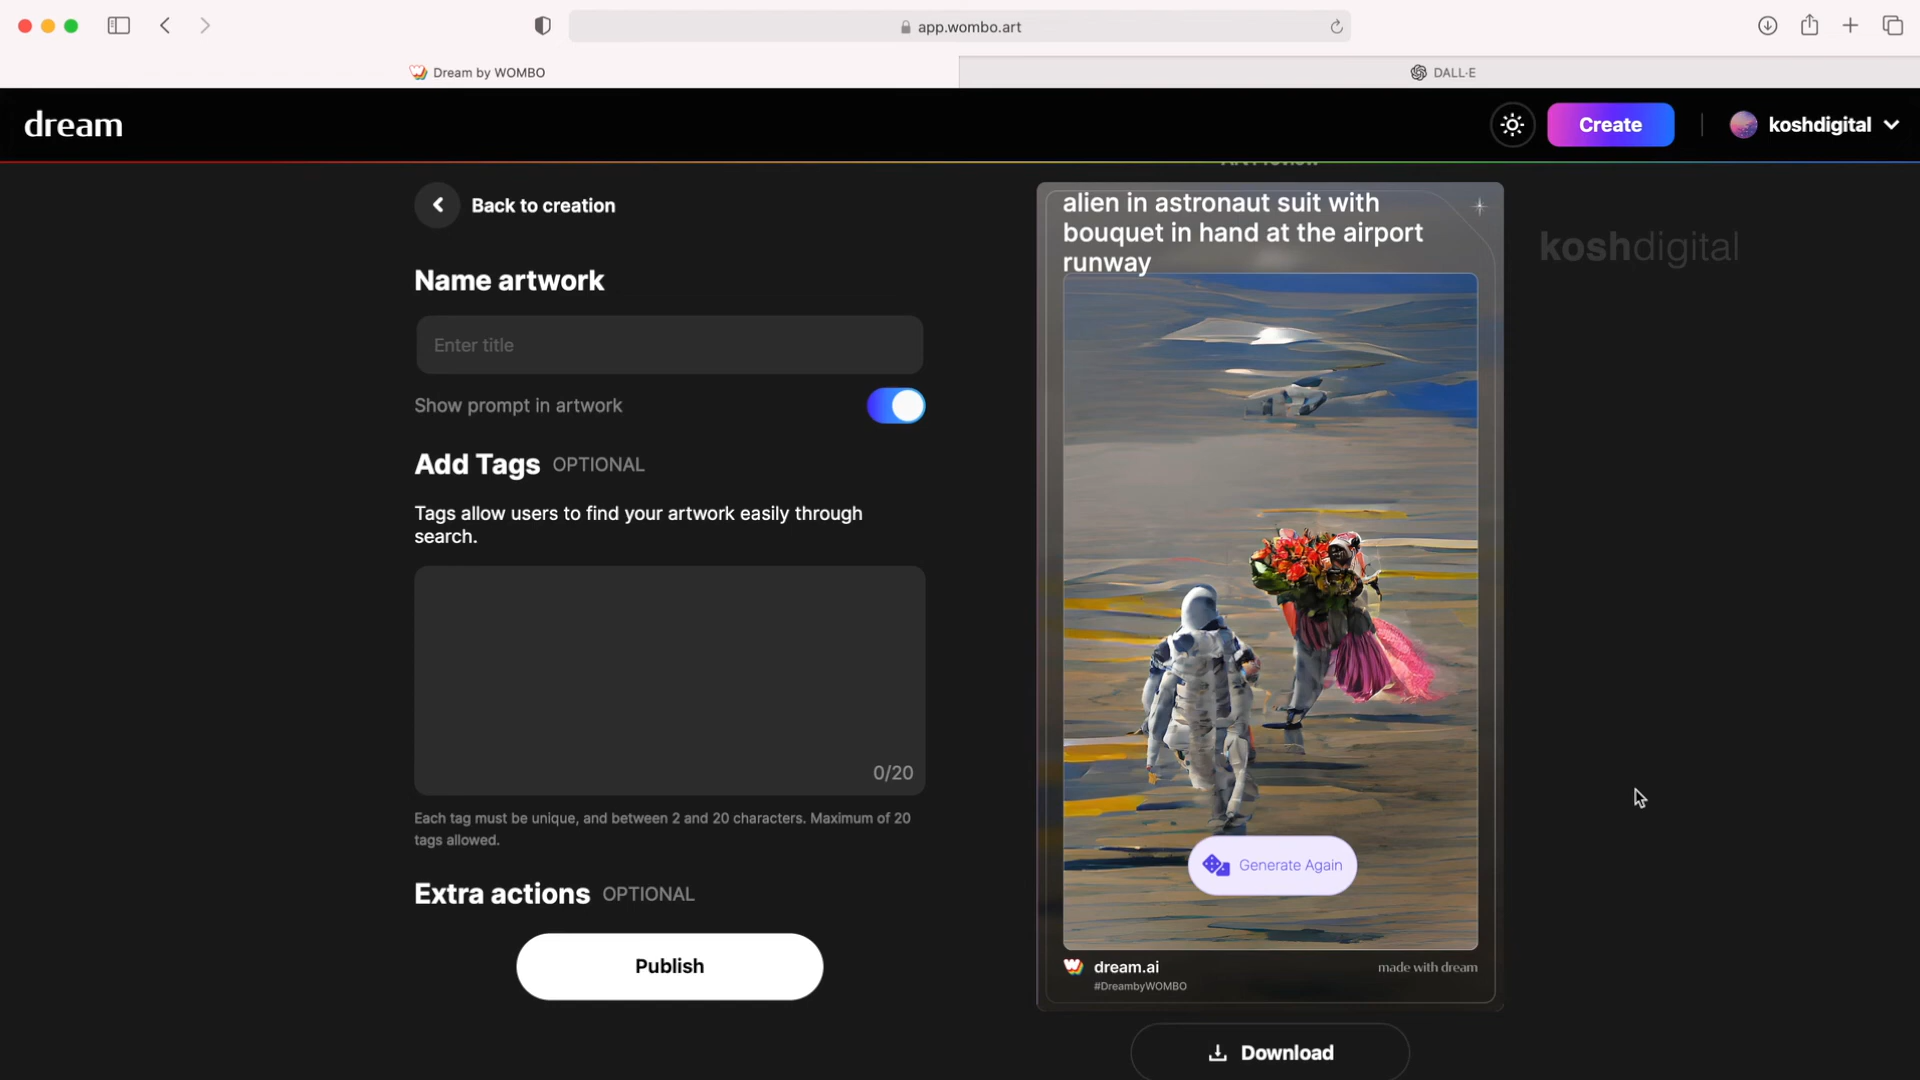 app.wombo.art
Dream by WOMBO
DALL·E
dream
Create
koshdigital
Back to creation
Name artwork
Enter title
Show prompt in artwork
Add Tags OPTIONAL
Tags allow users to find your artwork easily through
search.
0/20
Each tag must be unique, and between 2 and 20 characters. Maximum of 20
tags allowed.
Extra actions OPTIONAL
Publish
alien in astronaut suit with
bouquet in hand at the airport
runway
Generate Again
dream.ai
#DreambyWOMBO
made with dream
Download
koshdigital